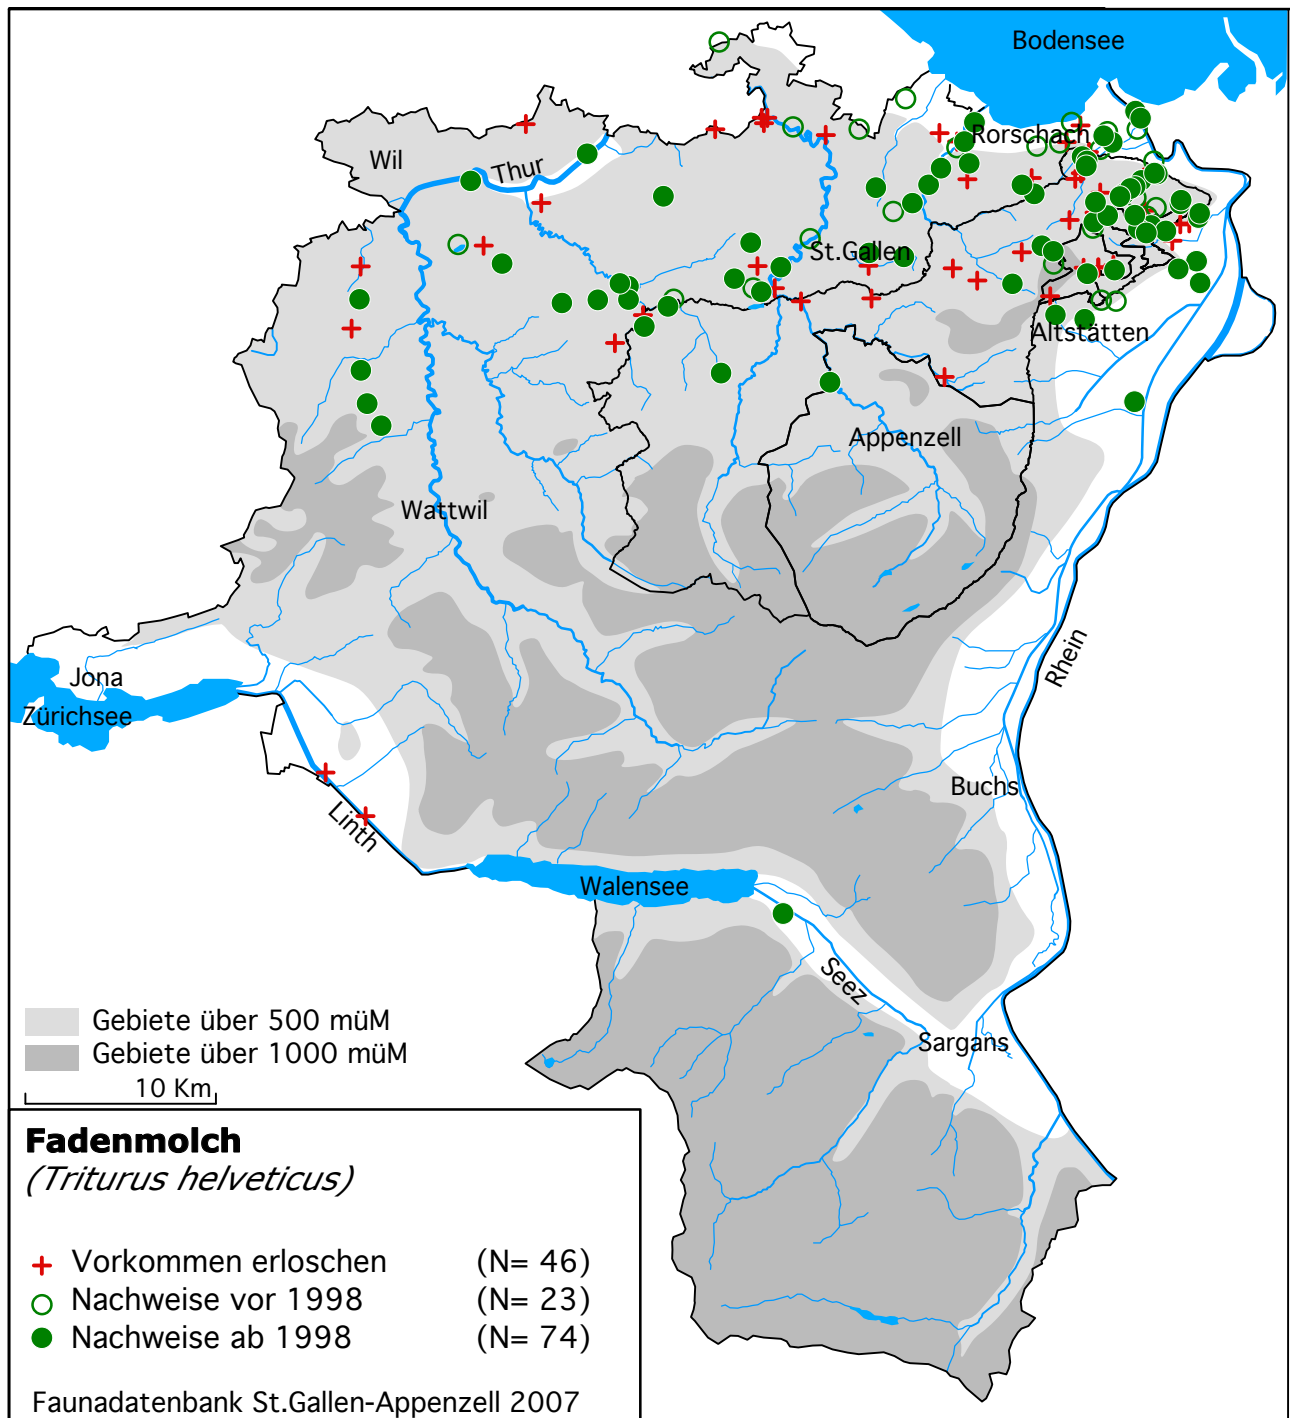 Bodensee
Rorschach
Wil
Thur
St.Gallen
Altstätten
Appenzell
Wattwil
Rhein
Jona
Zürichsee
Buchs
Linth
Walensee
Seez
Sargans
Gebiete über 500 müM
Gebiete über 1000 müM
10 Km
Fadenmolch
(Triturus helveticus)
Vorkommen erloschen (N= 46)
Nachweise vor 1998 (N= 23)
Nachweise ab 1998 (N= 74)
Faunadatenbank St.Gallen-Appenzell 2007